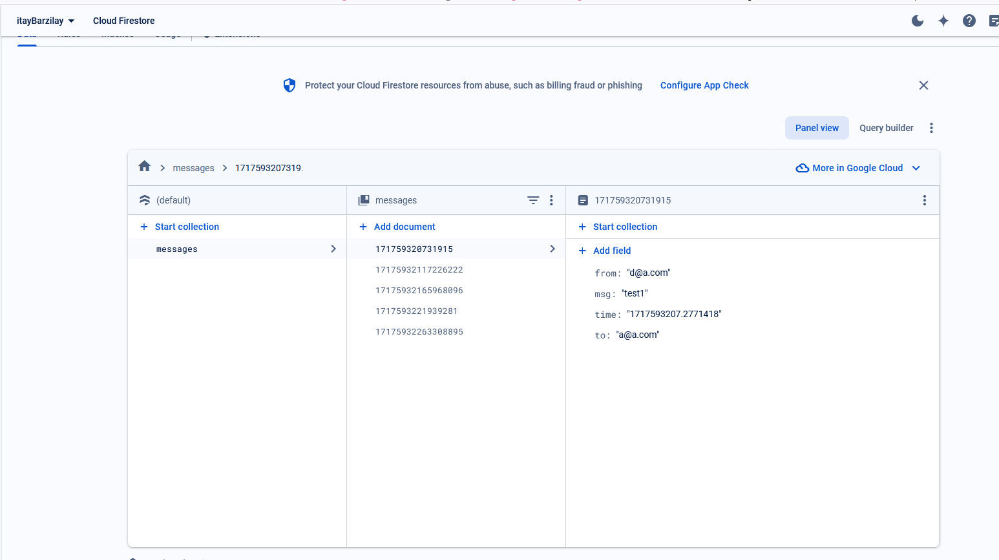 itayBarzilay Cloud Firestore
Protect your Cloud Firestore resources from abuse, such as billing fraud or phishing Configure App Check
Panel view Query builder
messages 1717593207319.
More in Google Cloud
(default) messages 171759320731915
Start collection Add document Start collection
messages 171759320731915 Add field
17175932117226222 from: "d@a.com"
17175932165968096 msg: "test1"
1717593221939281 time: "1717593207.2771418"
17175932263308895 to: "a@a.com"